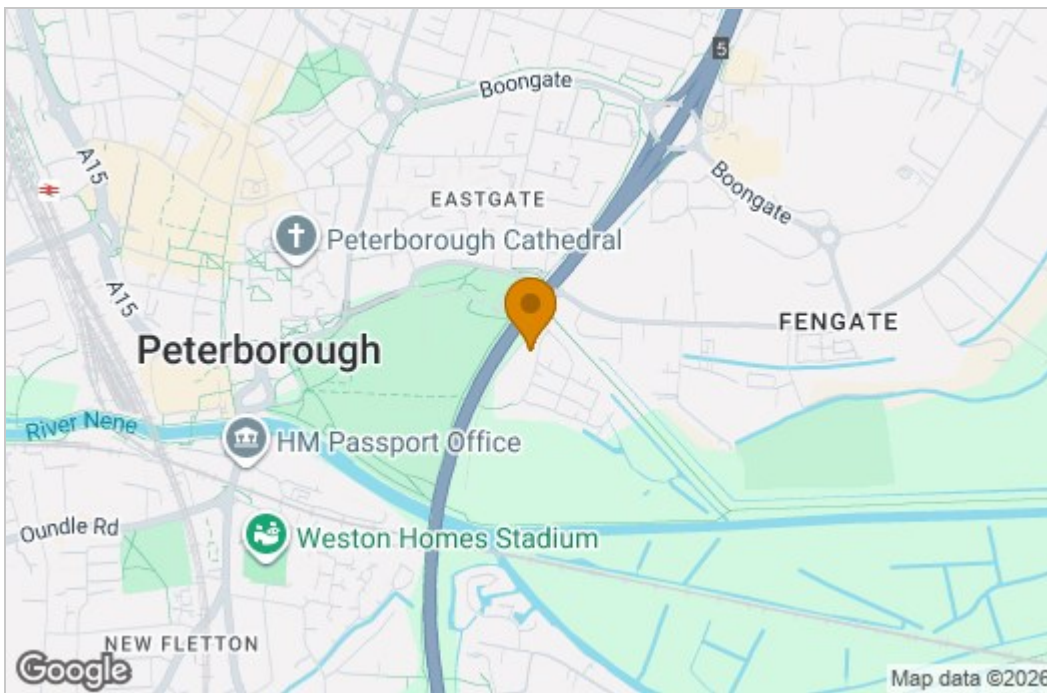 5
Boongate
A15
Boongate
EASTGATE
Peterborough Cathedral
A15
FENGATE
Peterborough
River Nene
HM Passport Office
Oundle Rd
Weston Homes Stadium
NEW FLETTON
Google
Map data ©2026